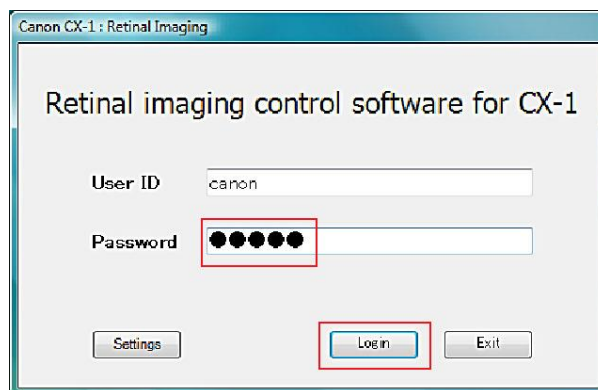 Canon CX-1 : Retinal Imaging
Retinal imaging control software for CX-1
User ID canon
Password ●●●●●
Settings Login Exit